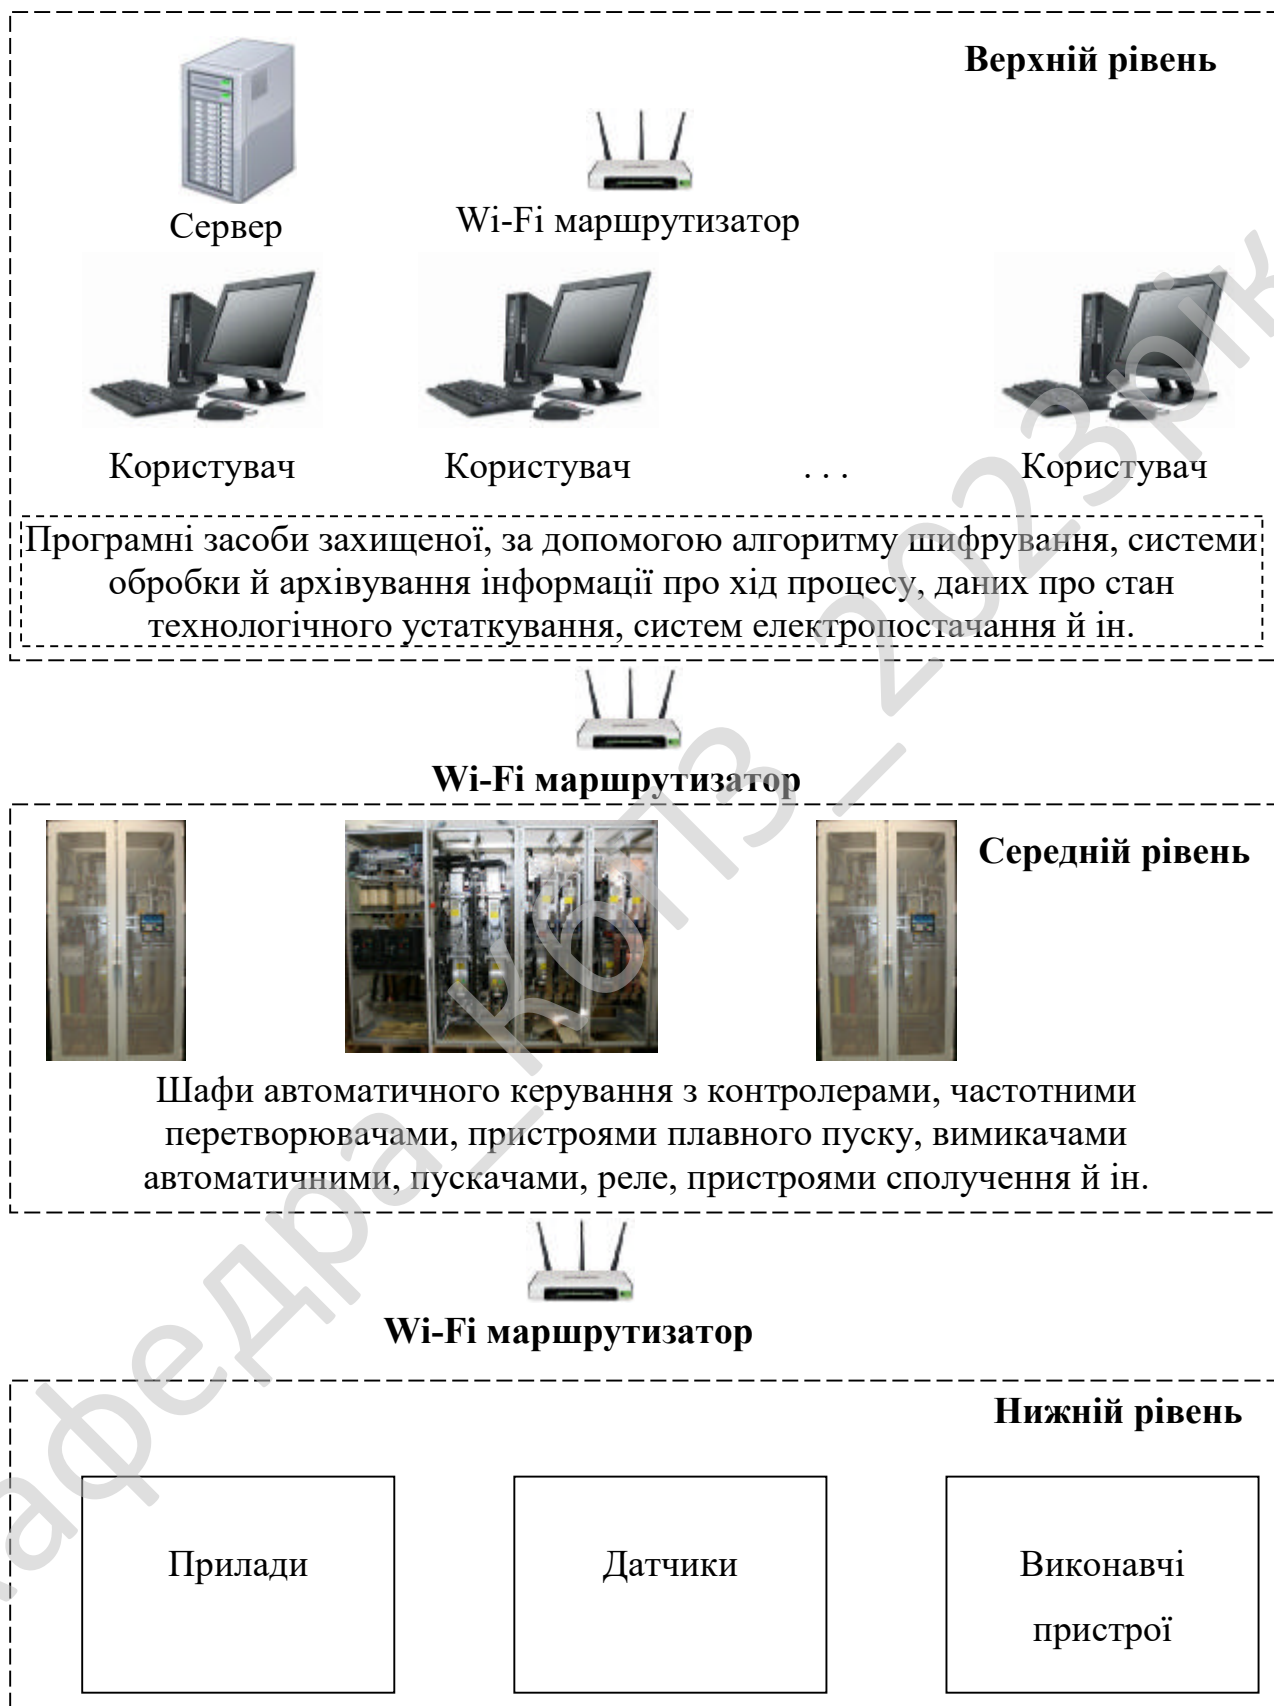 Верхній рівень
Сервер
Wi-Fi маршрутизатор
Користувач
Користувач
. . .
Користувач
Програмні засоби захищеної, за допомогою алгоритму шифрування, системи
обробки й архівування інформації про хід процесу, даних про стан
технологічного устаткування, систем електропостачання й ін.
Wi-Fi маршрутизатор
Середній рівень
Шафи автоматичного керування з контролерами, частотними
перетворювачами, пристроями плавного пуску, вимикачами
автоматичними, пускачами, реле, пристроями сполучення й ін.
Wi-Fi маршрутизатор
Нижній рівень
Прилади
Датчики
Виконавчі
пристрої
афедра_КбПЗ_2023рік